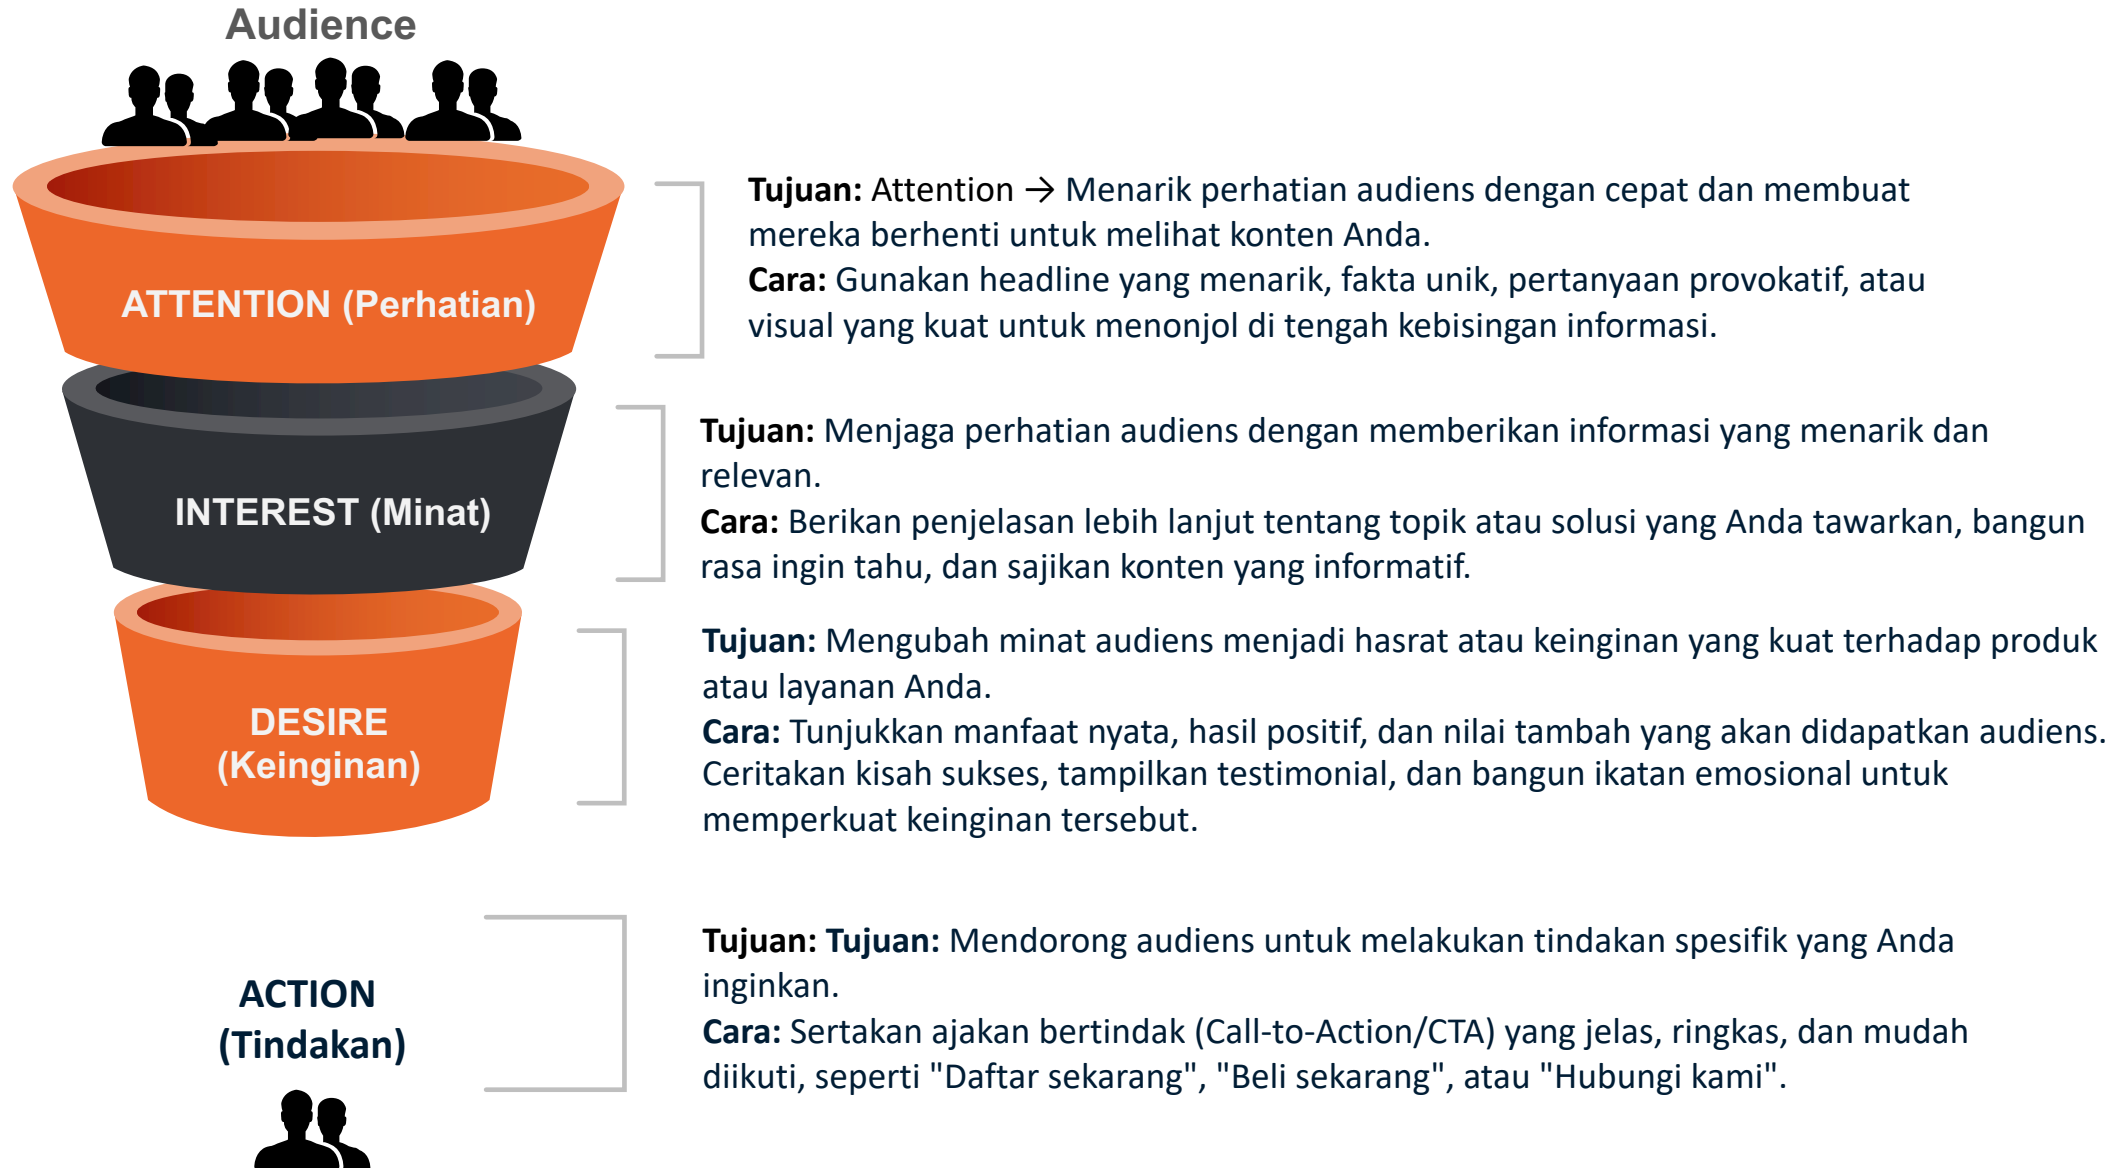 Audience
ATTENTION (Perhatian)
Tujuan: Attention → Menarik perhatian audiens dengan cepat dan membuat
mereka berhenti untuk melihat konten Anda.
Cara: Gunakan headline yang menarik, fakta unik, pertanyaan provokatif, atau
visual yang kuat untuk menonjol di tengah kebisingan informasi.
INTEREST (Minat)
Tujuan: Menjaga perhatian audiens dengan memberikan informasi yang menarik dan
relevan.
Cara: Berikan penjelasan lebih lanjut tentang topik atau solusi yang Anda tawarkan, bangun
rasa ingin tahu, dan sajikan konten yang informatif.
DESIRE
(Keinginan)
Tujuan: Mengubah minat audiens menjadi hasrat atau keinginan yang kuat terhadap produk
atau layanan Anda.
Cara: Tunjukkan manfaat nyata, hasil positif, dan nilai tambah yang akan didapatkan audiens.
Ceritakan kisah sukses, tampilkan testimonial, dan bangun ikatan emosional untuk
memperkuat keinginan tersebut.
ACTION
(Tindakan)
Tujuan: Tujuan: Mendorong audiens untuk melakukan tindakan spesifik yang Anda
inginkan.
Cara: Sertakan ajakan bertindak (Call-to-Action/CTA) yang jelas, ringkas, dan mudah
diikuti, seperti "Daftar sekarang", "Beli sekarang", atau "Hubungi kami".